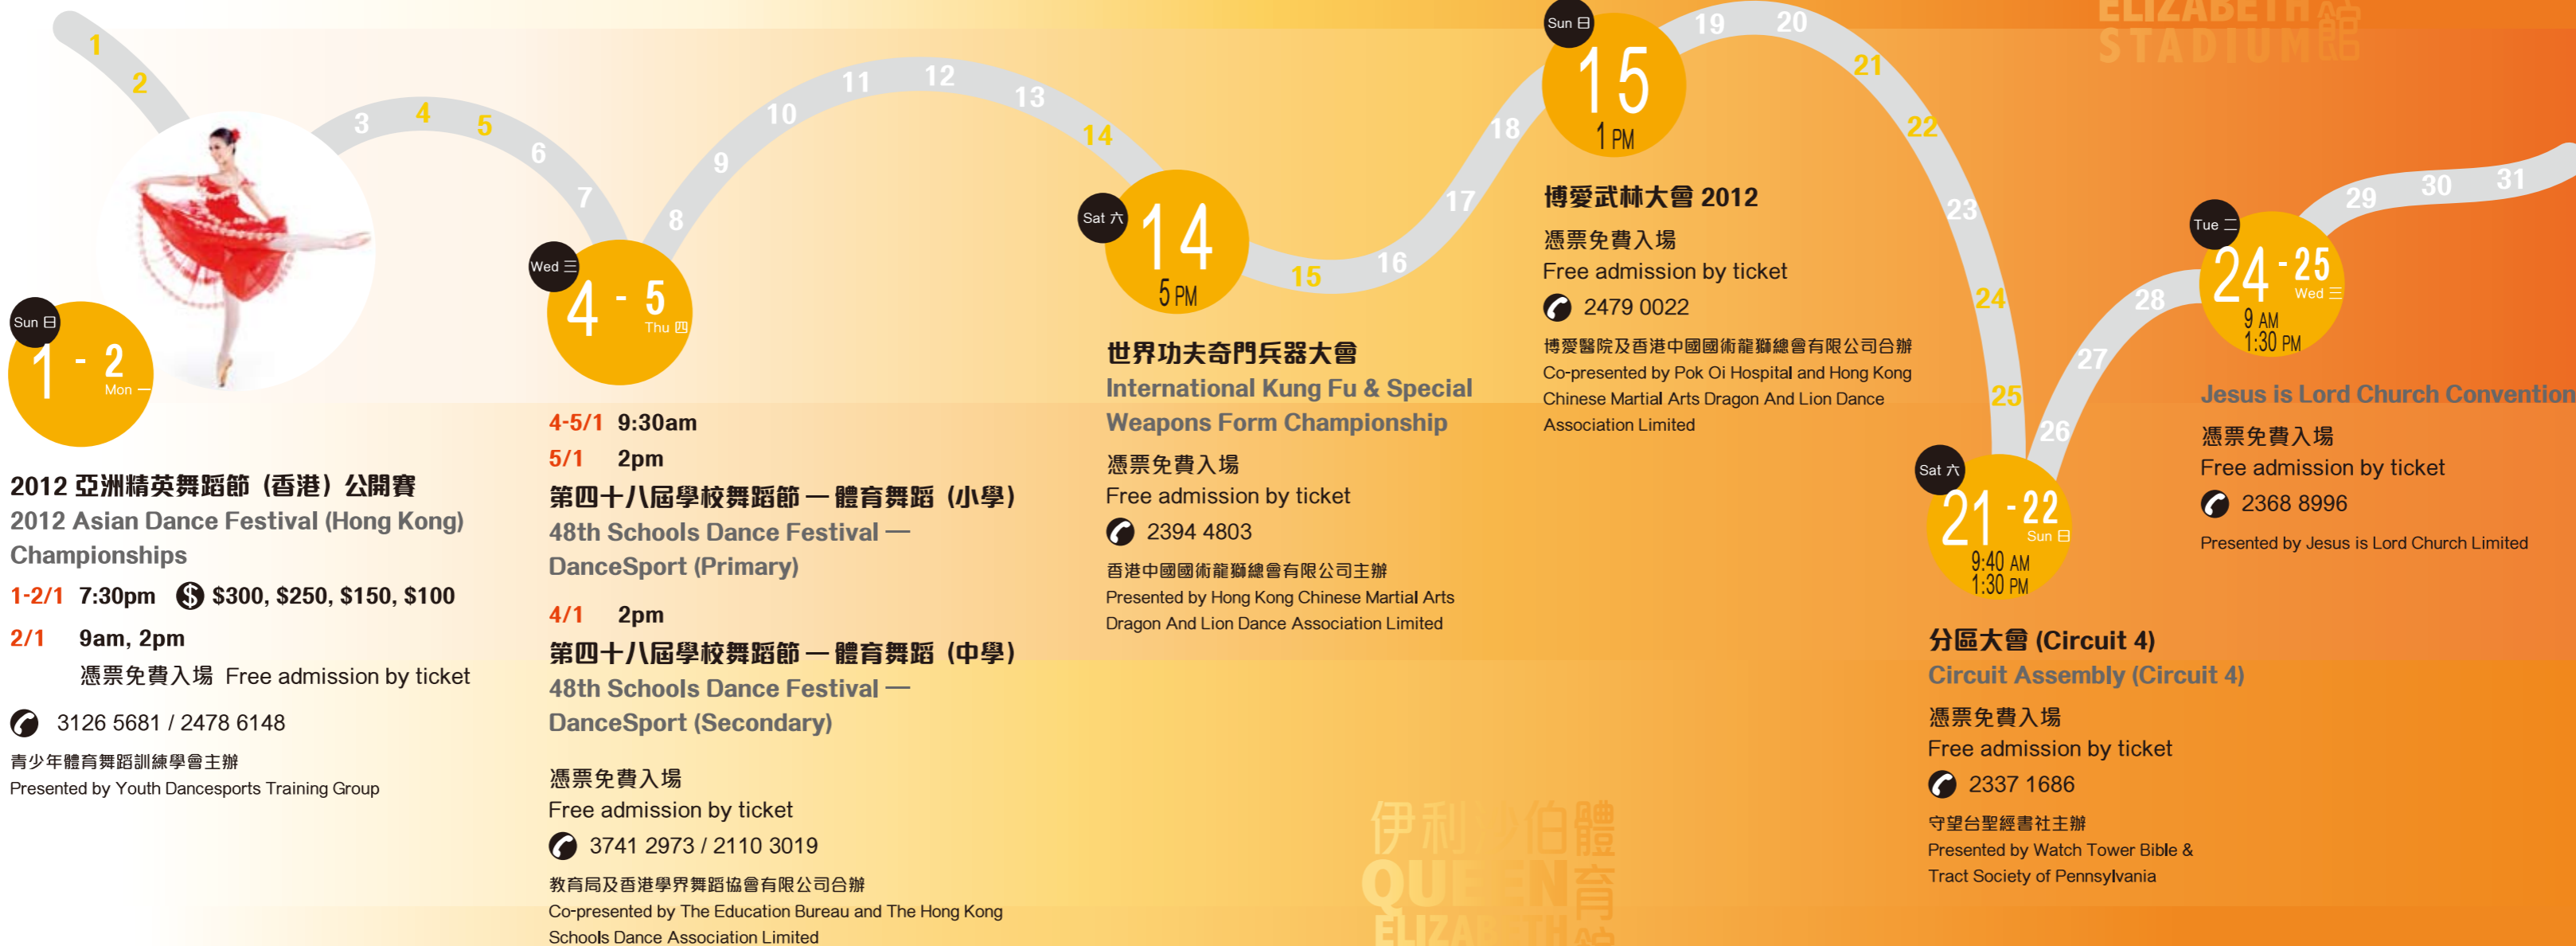 1
2
3
4
5
6
7
8
9
10
11
12
13
14
15
16
17
18
19
20
21
22
23
24
25
26
27
28
29
30
31
Sun 日
1 - 2
Mon 一
2012 亞洲精英舞蹈節（香港）公開賽
2012 Asian Dance Festival (Hong Kong)
Championships
1-2/1 7:30pm $ $300, $250, $150, $100
2/1 9am, 2pm
憑票免費入場 Free admission by ticket
3126 5681 / 2478 6148
青少年體育舞蹈訓練學會主辦
Presented by Youth Dancesports Training Group
Wed 三
4 - 5
Thu 四
4-5/1 9:30am
5/1 2pm
第四十八屆學校舞蹈節 — 體育舞蹈（小學）
48th Schools Dance Festival —
DanceSport (Primary)
4/1 2pm
第四十八屆學校舞蹈節 — 體育舞蹈（中學）
48th Schools Dance Festival —
DanceSport (Secondary)
憑票免費入場
Free admission by ticket
3741 2973 / 2110 3019
教育局及香港學界舞蹈協會有限公司合辦
Co-presented by The Education Bureau and The Hong Kong
Schools Dance Association Limited
Sat 六
14
5 PM
世界功夫奇門兵器大會
International Kung Fu & Special
Weapons Form Championship
憑票免費入場
Free admission by ticket
2394 4803
香港中國國術龍獅總會有限公司主辦
Presented by Hong Kong Chinese Martial Arts
Dragon And Lion Dance Association Limited
Sun 日
15
1 PM
博愛武林大會 2012
憑票免費入場
Free admission by ticket
2479 0022
博愛醫院及香港中國國術龍獅總會有限公司合辦
Co-presented by Pok Oi Hospital and Hong Kong
Chinese Martial Arts Dragon And Lion Dance
Association Limited
Sat 六
21 - 22
Sun 日
9:40 AM
1:30 PM
分區大會 (Circuit 4)
Circuit Assembly (Circuit 4)
憑票免費入場
Free admission by ticket
2337 1686
守望台聖經書社主辦
Presented by Watch Tower Bible &
Tract Society of Pennsylvania
Tue 二
24 - 25
Wed 三
9 AM
1:30 PM
Jesus is Lord Church Convention
憑票免費入場
Free admission by ticket
2368 8996
Presented by Jesus is Lord Church Limited
ELIZABETH 館
STADIUM
伊利沙伯體
QUEEN 育
ELIZABETH 館